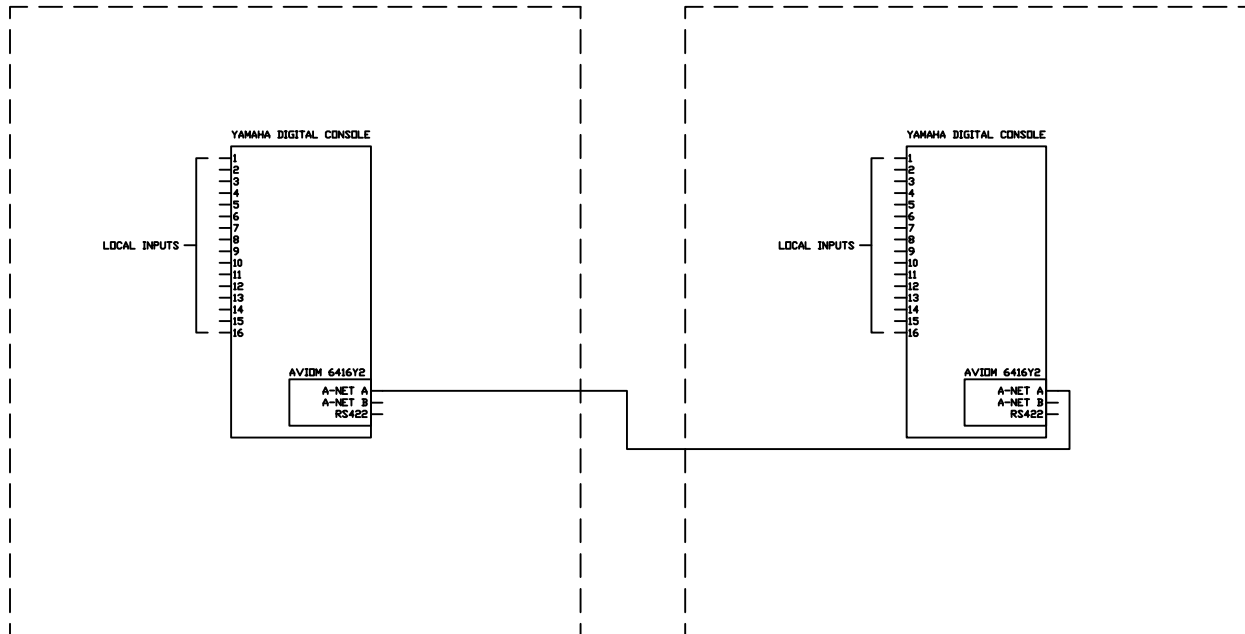 YAMAHA DIGITAL CONSOLE
1
2
3
4
5
6
7
8
9
10
11
12
13
14
15
16
LOCAL INPUTS
AVIOM 6416Y2
A-NET A
A-NET B
RS422
YAMAHA DIGITAL CONSOLE
1
2
3
4
5
6
7
8
9
10
11
12
13
14
15
16
LOCAL INPUTS
AVIOM 6416Y2
A-NET A
A-NET B
RS422